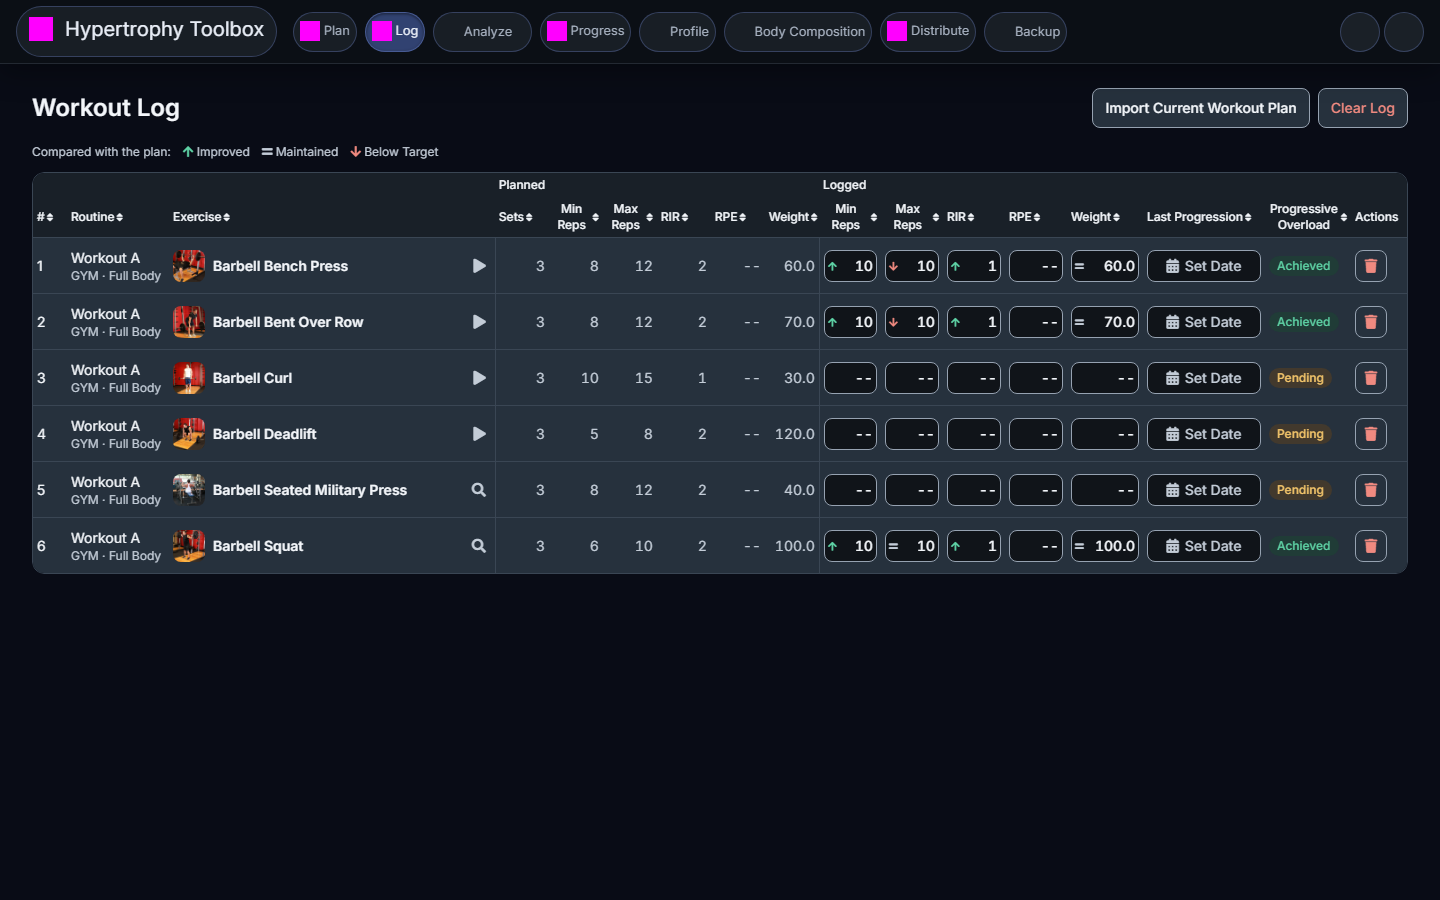 Hypertrophy Toolbox Plan Log Analyze Progress Profile Body Composition Distribute Backup
Workout Log
Import Current Workout Plan Clear Log
Compared with the plan: Improved Maintained Below Target
Planned Logged
# Routine Exercise Sets Min Reps Max Reps RIR RPE Weight Min Reps Max Reps RIR RPE Weight Last Progression Progressive Overload Actions
1 Workout A Barbell Bench Press 3 8 12 2 -- 60.0 10 10 1 -- = 60.0 Set Date Achieved
GYM · Full Body
2 Workout A Barbell Bent Over Row 3 8 12 2 -- 70.0 10 10 1 -- = 70.0 Set Date Achieved
GYM · Full Body
3 Workout A Barbell Curl 3 10 15 1 -- 30.0 -- -- -- -- -- Set Date Pending
GYM · Full Body
4 Workout A Barbell Deadlift 3 5 8 2 -- 120.0 -- -- -- -- -- Set Date Pending
GYM · Full Body
5 Workout A Barbell Seated Military Press 3 8 12 2 -- 40.0 -- -- -- -- -- Set Date Pending
GYM · Full Body
6 Workout A Barbell Squat 3 6 10 2 -- 100.0 10 = 10 1 -- = 100.0 Set Date Achieved
GYM · Full Body